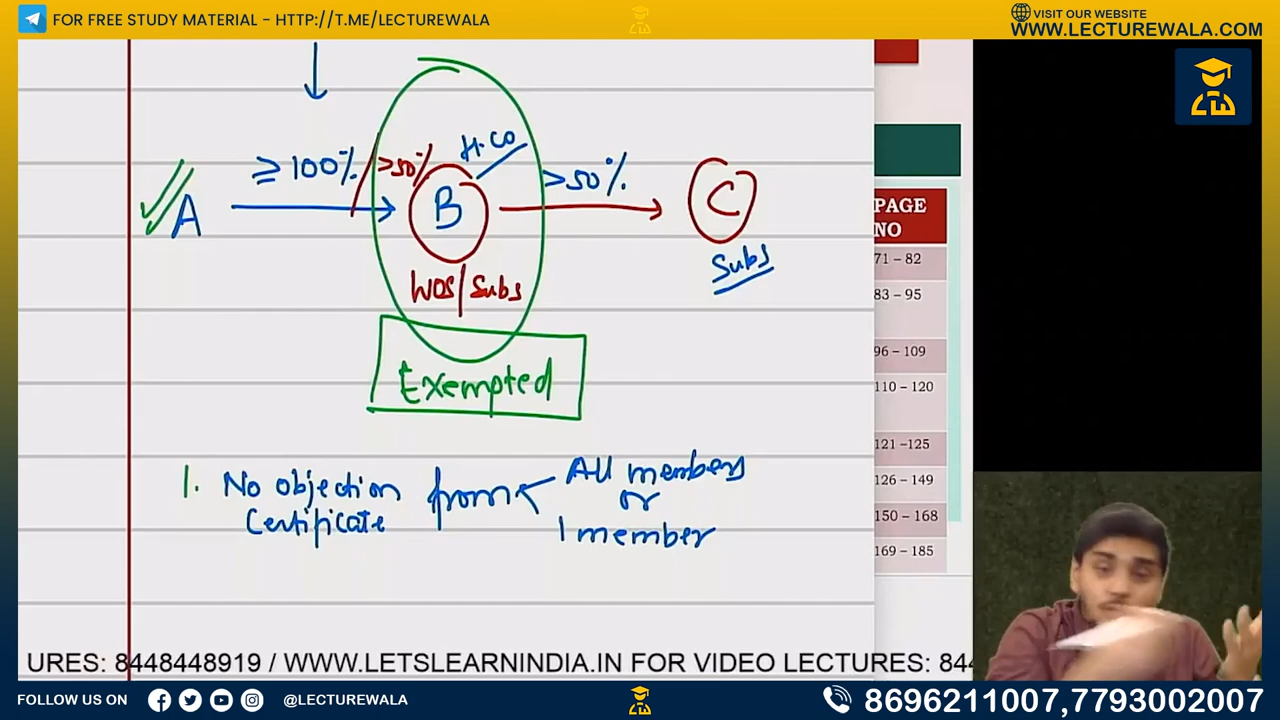 FOR FREE STUDY MATERIAL - HTTP://T.ME/LECTUREWALA
VISIT OUR WEBSITE
WWW.LECTUREWALA.COM
≥ 100%
>50%
H·CO
>50%
A
B
C
WOS/Subs
Subs
Exempted
1. No objection from All members
Certificate or
1 member
PAGE
NO
71 – 82
83 – 95
96 – 109
110 – 120
121 –125
126 – 149
150 – 168
169 – 185
URES: 8448448919 / WWW.LETSLEARNINDIA.IN FOR VIDEO LECTURES: 844
FOLLOW US ON
@LECTUREWALA
8696211007,7793002007